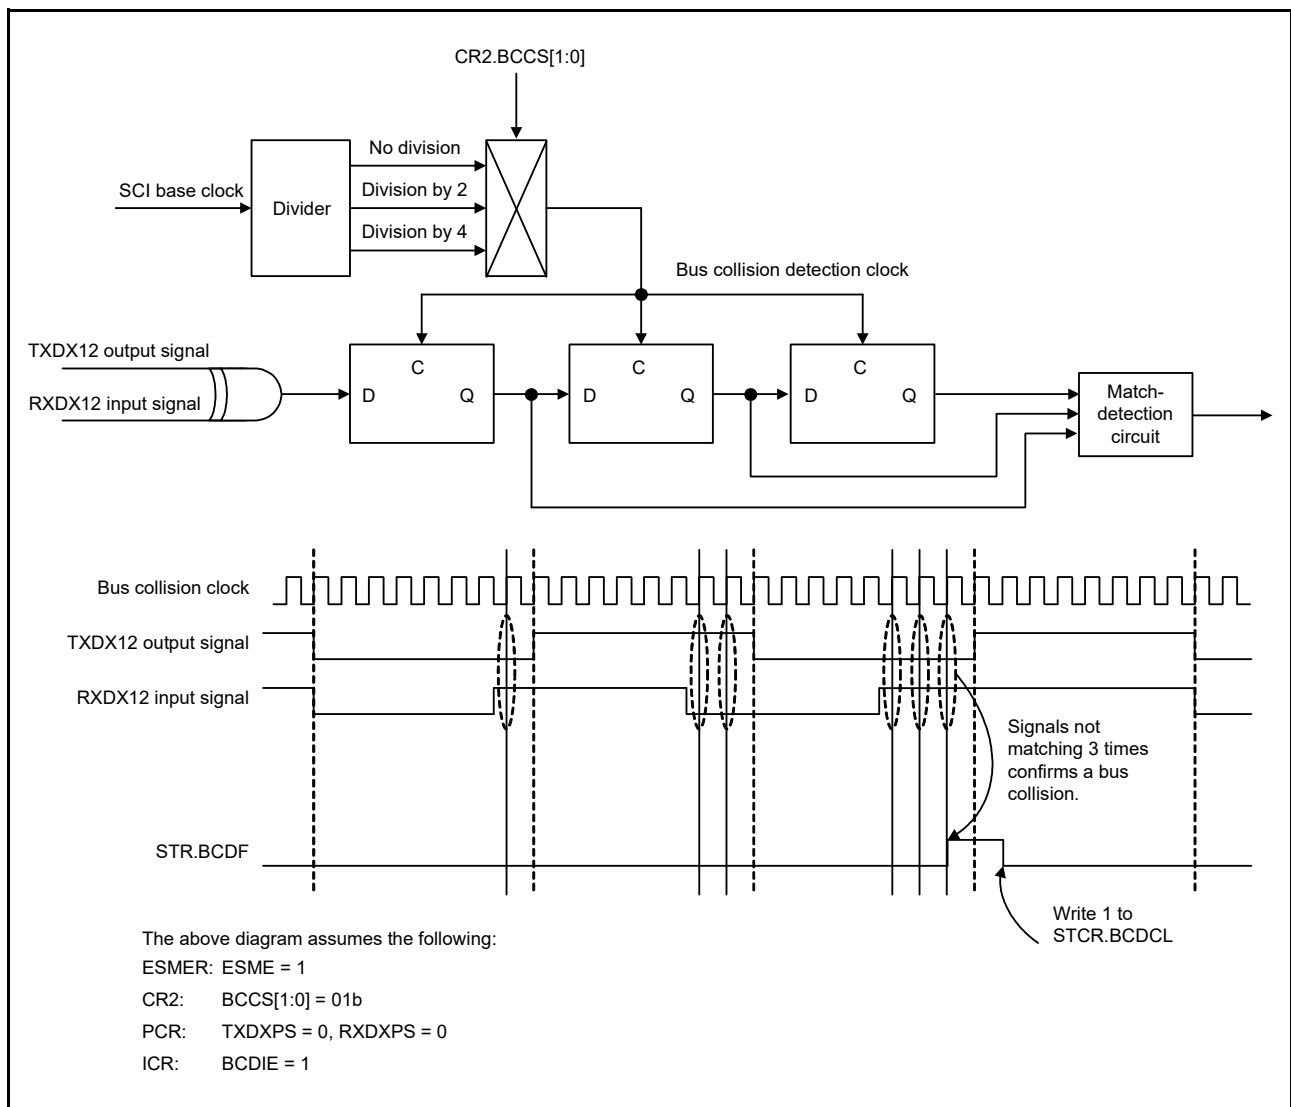 CR2.BCCS[1:0]
No division
SCI base clock
Division by 2
Divider
Division by 4
Bus collision detection clock
TXDX12 output signal
RXDX12 input signal
C
D
Q
C
D
Q
C
D
Q
Match-
detection
circuit
Bus collision clock
TXDX12 output signal
RXDX12 input signal
Signals not
matching 3 times
confirms a bus
collision.
STR.BCDF
Write 1 to
STCR.BCDCL
The above diagram assumes the following:
ESMER: ESME = 1
CR2: BCCS[1:0] = 01b
PCR: TXDXPS = 0, RXDXPS = 0
ICR: BCDIE = 1